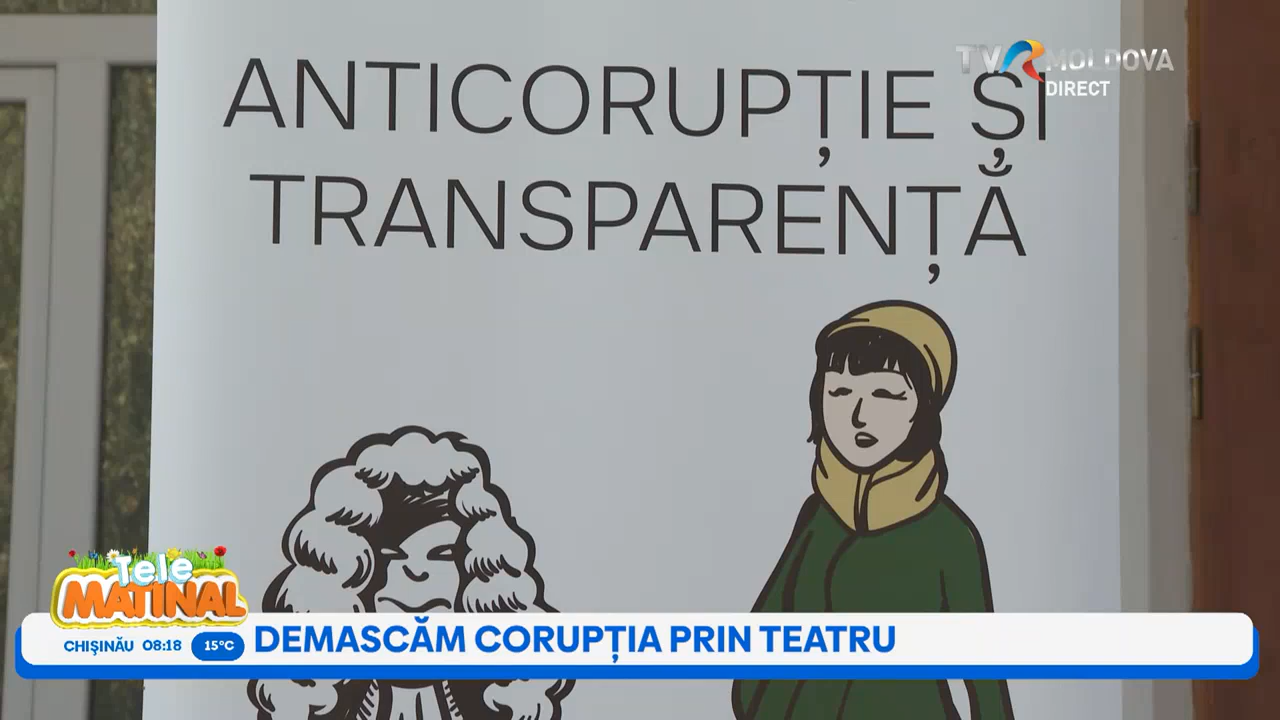 ANTICORUPȚIE ȘI
TRANSPARENȚĂ
TVR MOLDOVA
DIRECT
Tele
MATINAL
CHIȘINĂU 08:18 15°C
DEMASCĂM CORUPȚIA PRIN TEATRU